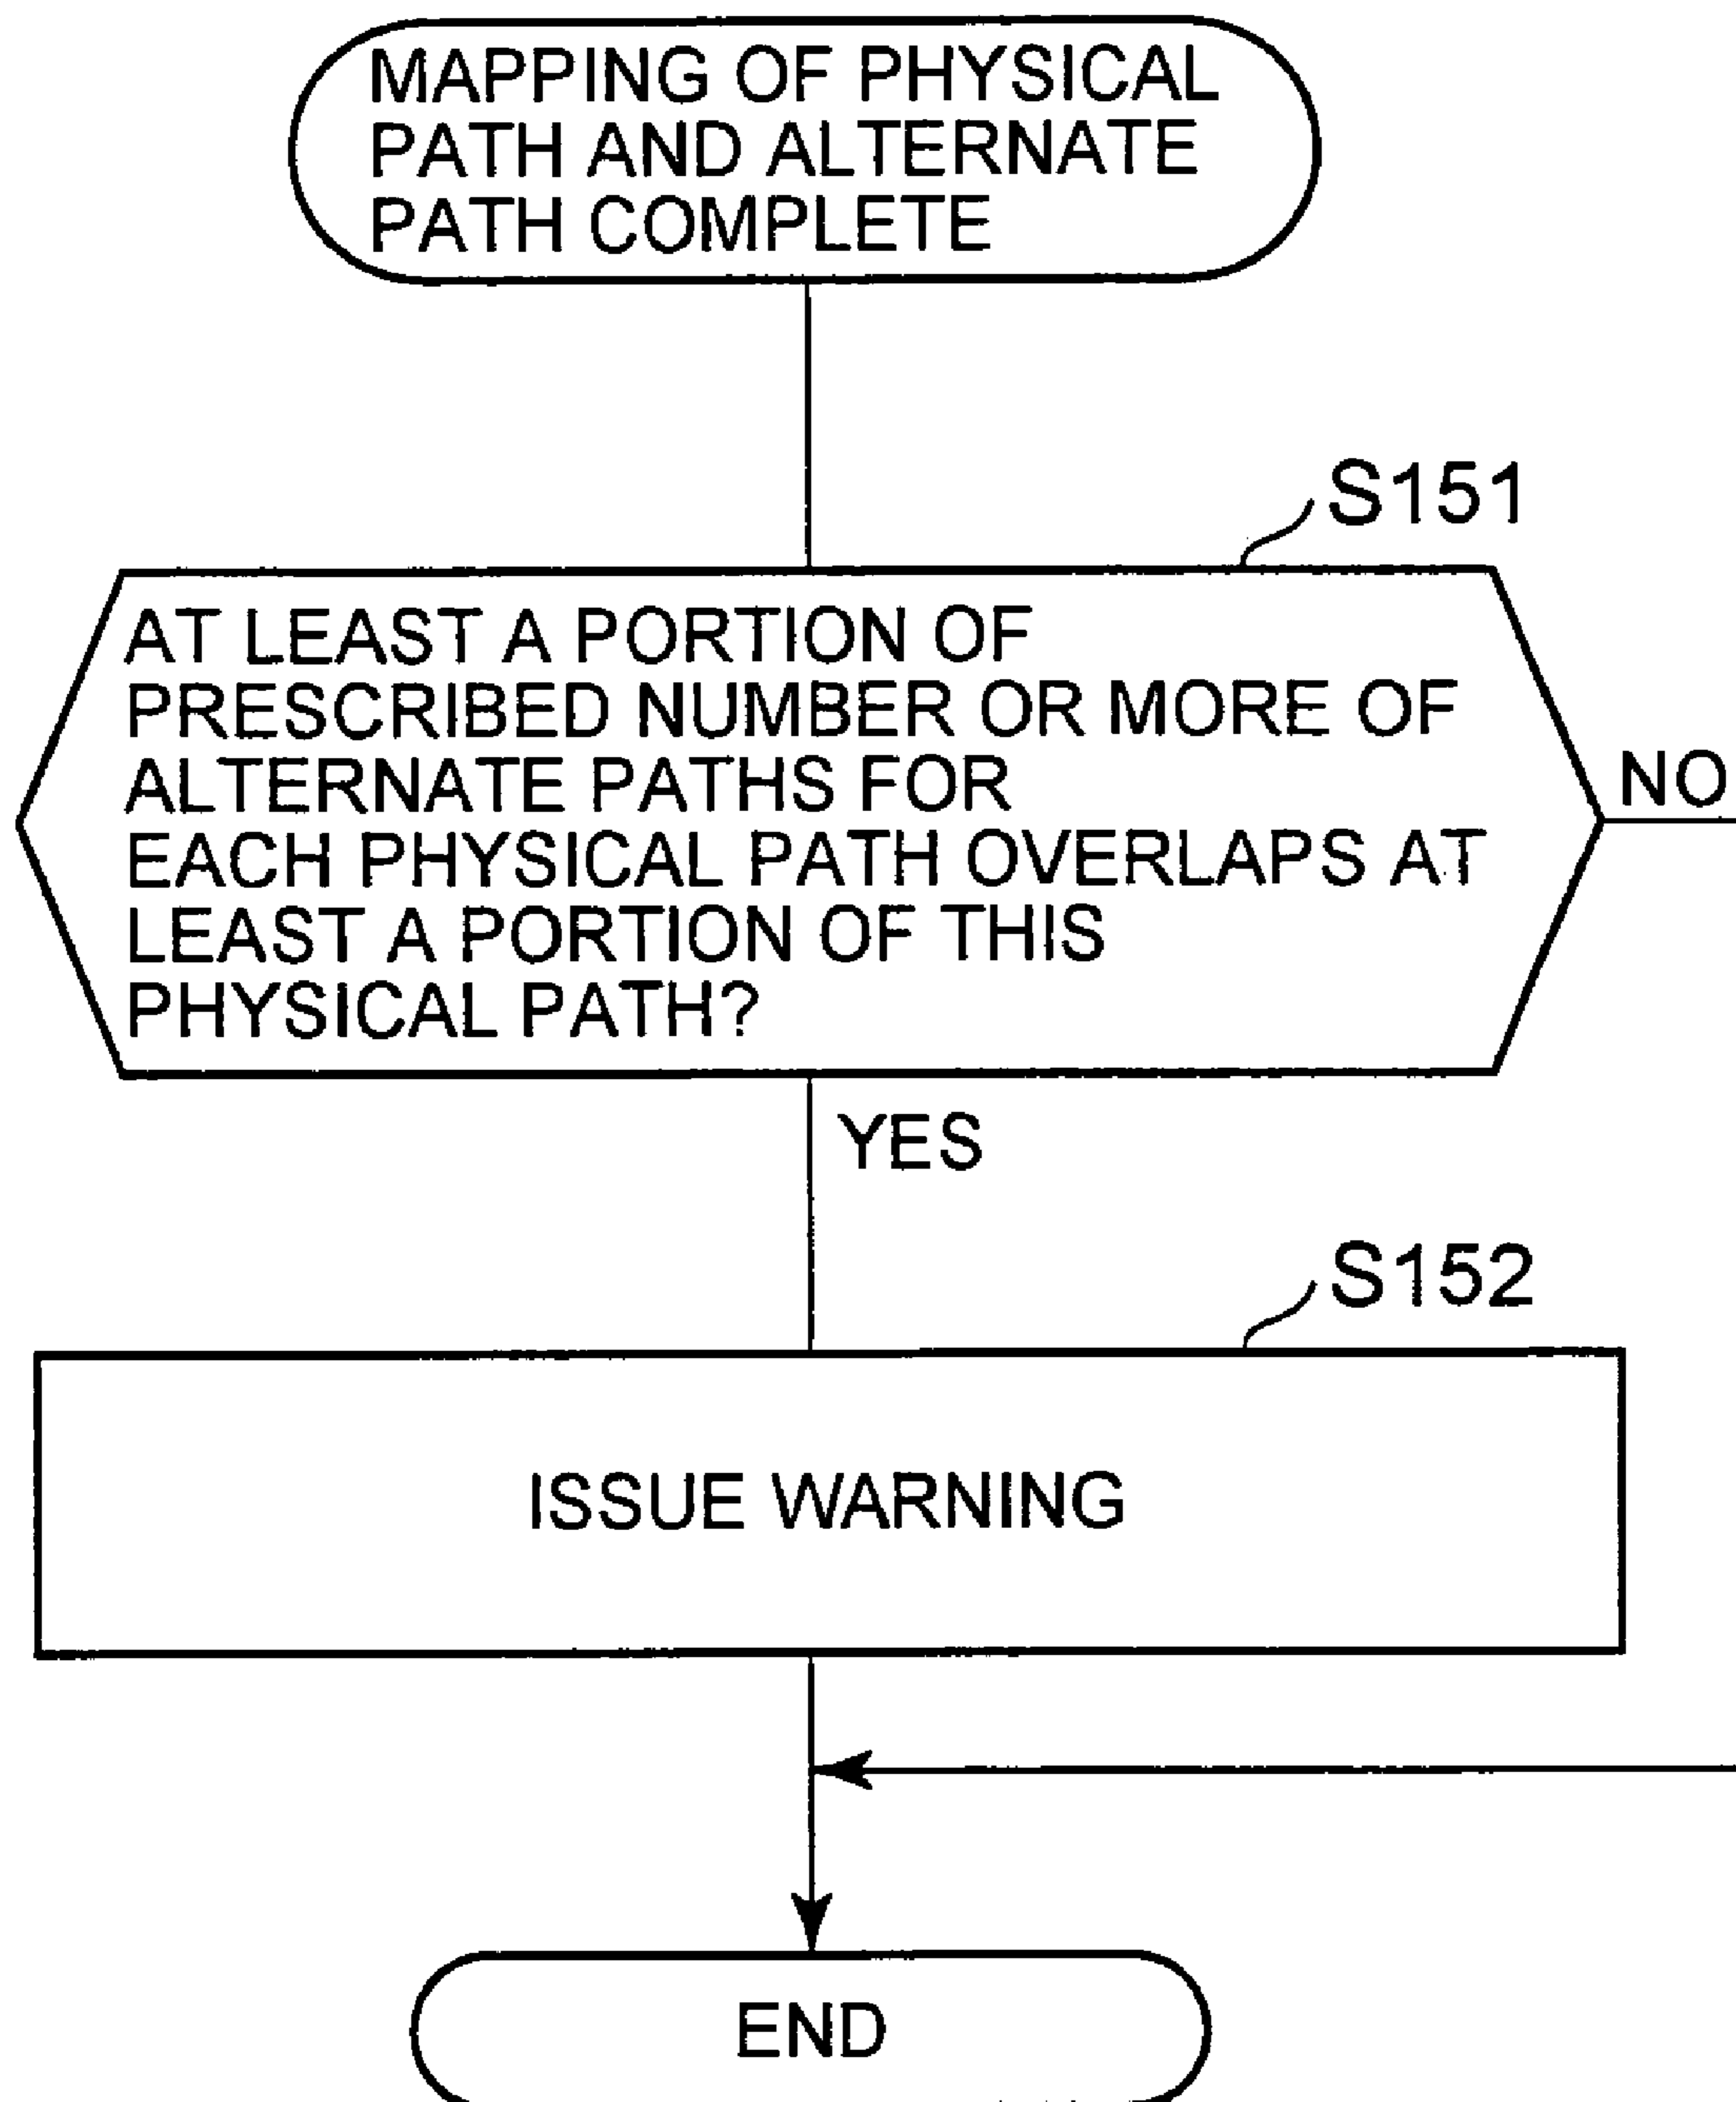 MAPPING OF PHYSICAL
PATH AND ALTERNATE
PATH COMPLETE
S151
AT LEAST A PORTION OF
PRESCRIBED NUMBER OR MORE OF
ALTERNATE PATHS FOR
EACH PHYSICAL PATH OVERLAPS AT
LEAST A PORTION OF THIS
PHYSICAL PATH?
NO
YES
S152
ISSUE WARNING
END